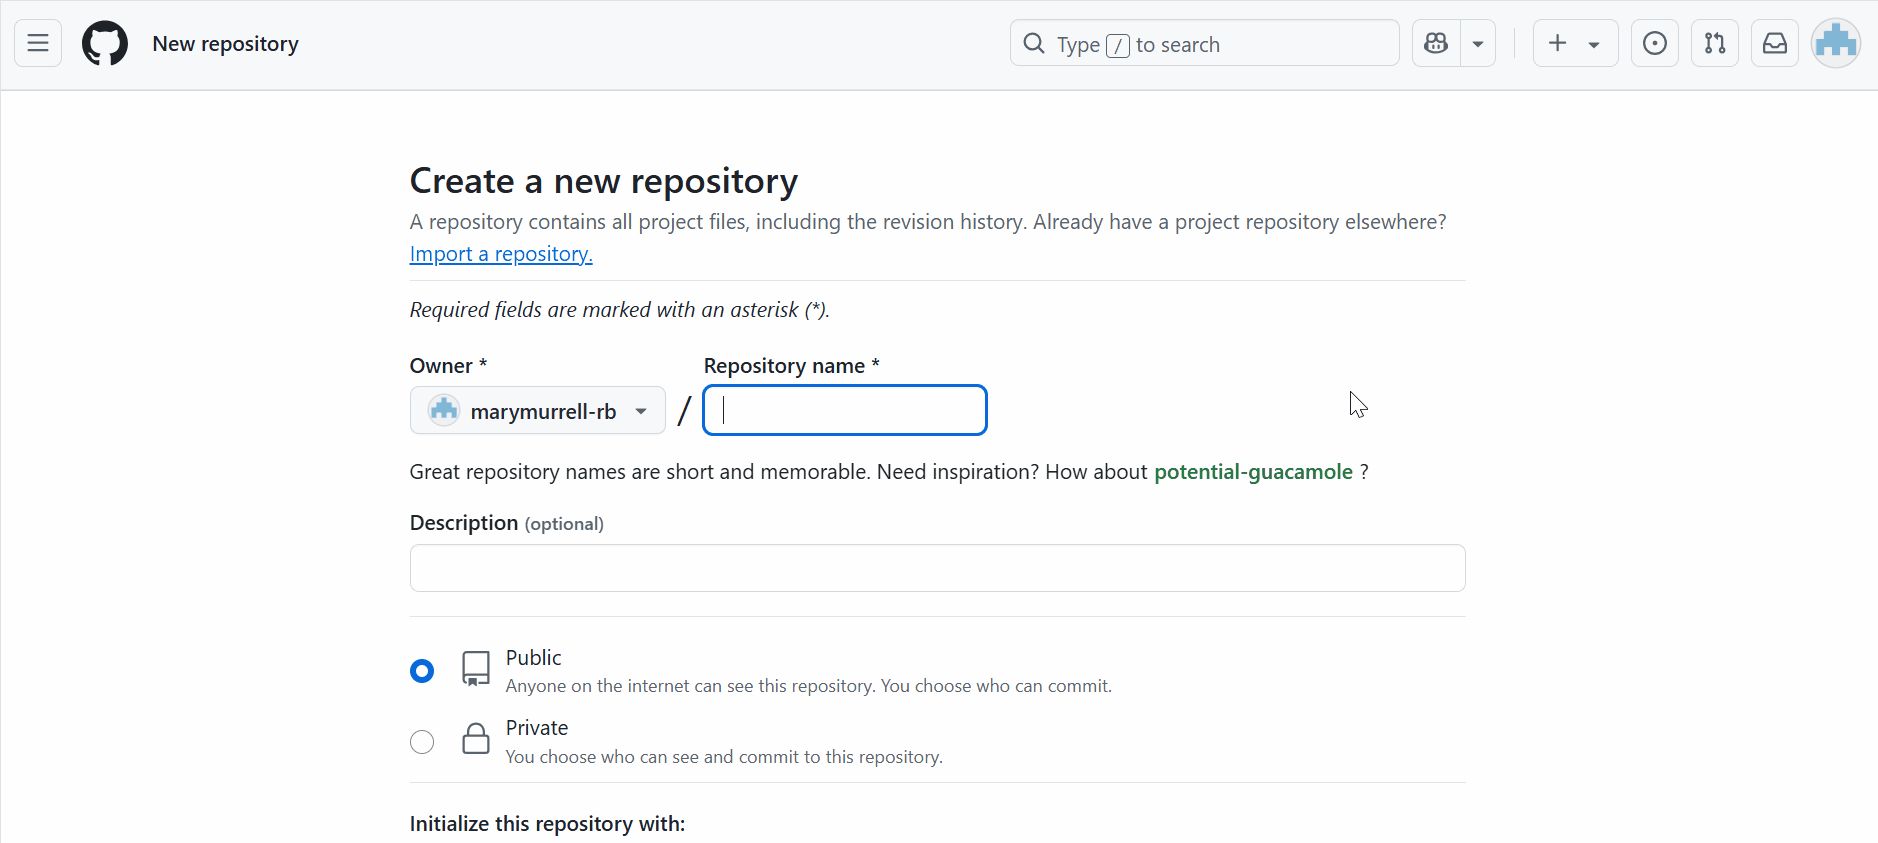 New repository
Type / to search
Create a new repository
A repository contains all project files, including the revision history. Already have a project repository elsewhere?
Import a repository.
Required fields are marked with an asterisk (*).
Owner * Repository name *
marymurrell-rb /
Great repository names are short and memorable. Need inspiration? How about potential-guacamole ?
Description (optional)
Public
Anyone on the internet can see this repository. You choose who can commit.
Private
You choose who can see and commit to this repository.
Initialize this repository with: